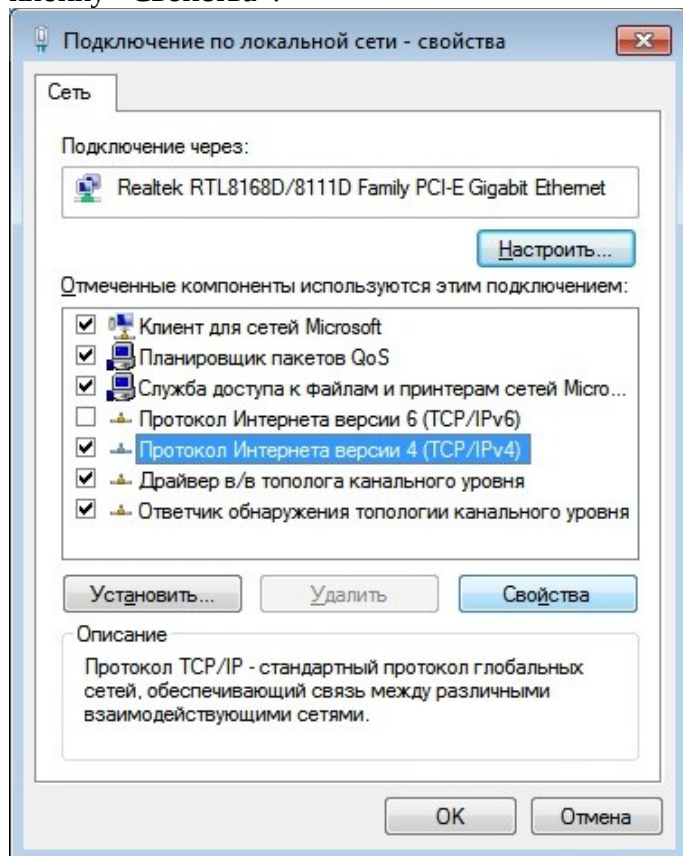 кнопку "Свойства".
Подключение по локальной сети - свойства
Сеть
Подключение через:
Realtek RTL8168D/8111D Family PCI-E Gigabit Ethernet
Настроить...
Отмеченные компоненты используются этим подключением:
Клиент для сетей Microsoft
Планировщик пакетов QoS
Служба доступа к файлам и принтерам сетей Micro...
Протокол Интернета версии 6 (TCP/IPv6)
Протокол Интернета версии 4 (TCP/IPv4)
Драйвер в/в тополога канального уровня
Ответчик обнаружения топологии канального уровня
Установить...
Удалить
Свойства
Описание
Протокол TCP/IP - стандартный протокол глобальных
сетей, обеспечивающий связь между различными
взаимодействующими сетями.
OK
Отмена